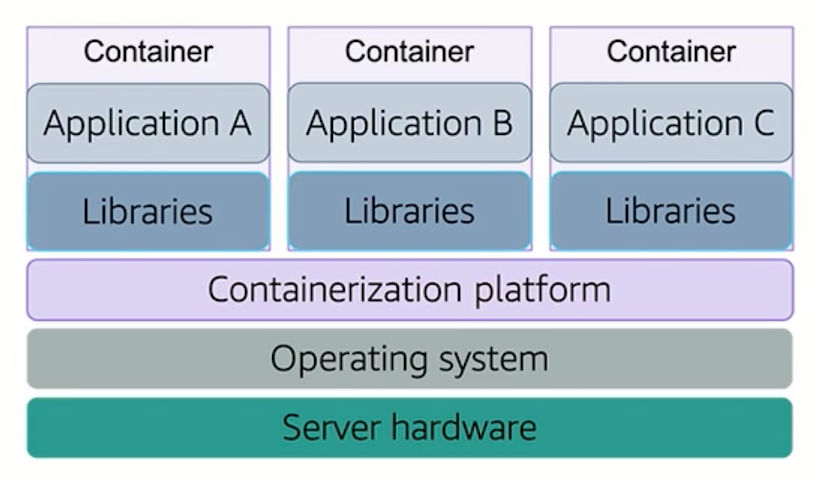 Container Container Container
Application A Application B Application C
Libraries Libraries Libraries
Containerization platform
Operating system
Server hardware